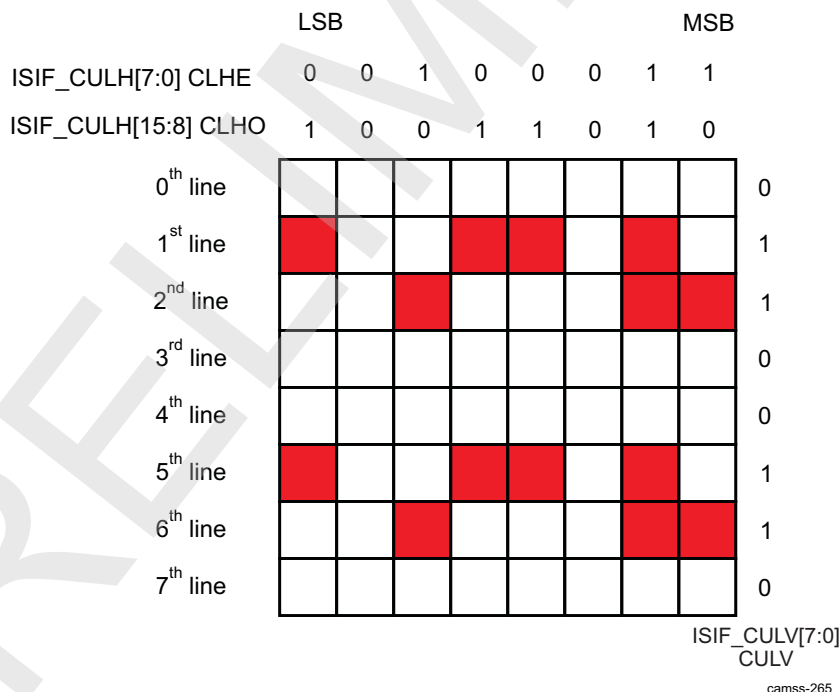 LSB MSB
ISIF_CULH[7:0] CLHE 0 0 1 0 0 0 1 1
ISIF_CULH[15:8] CLHO 1 0 0 1 1 0 1 0
0th line 0
1st line 1
2nd line 1
3rd line 0
4th line 0
5th line 1
6th line 1
7th line 0
ISIF_CULV[7:0]
CULV
camss-265